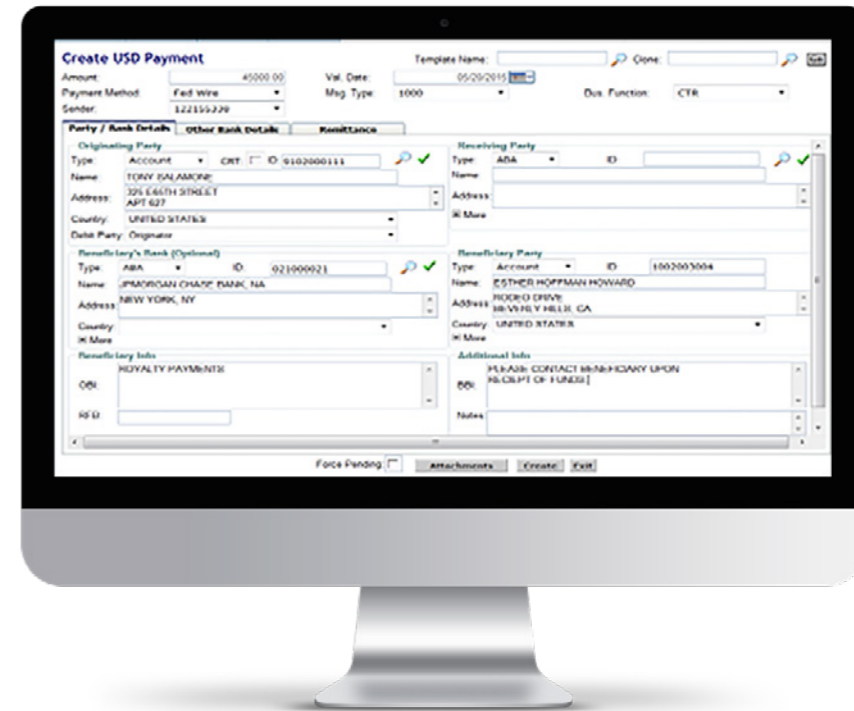 Create USD Payment Template Name: Clone:
Amount: 45000.00 Val. Date: 05/20/2015
Payment Method: Fed Wire Msg. Type: 1000 Bus. Function: CTR
Sender:
Party / Bank Details Other Bank Details Remittance
Originating Party Receiving Party
Type: Account CRT: ID: 9102000111 Type: ABA ID:
Name: TONY Name:
Address: 325 E65TH STREET Address:
APT 627
Country: UNITED STATES More
Debit Party: Originator
Beneficiary's Bank (Optional) Beneficiary Party
Type: ABA ID: 021000021 Type: Account ID: 1002003004
Name: JPMORGAN CHASE BANK, NA Name: ESTHER HOFFMAN HOWARD
Address: NEW YORK, NY Address: RODEO DRIVE
BEVERLY HILLS, CA
Country: Country: UNITED STATES
More More
Beneficiary Info Additional Info
OBI: ROYALTY PAYMENTS BBI: PLEASE CONTACT BENEFICIARY UPON
RECIEPT OF FUNDS.
RFB: Notes:
Force Pending: Attachments Create Exit